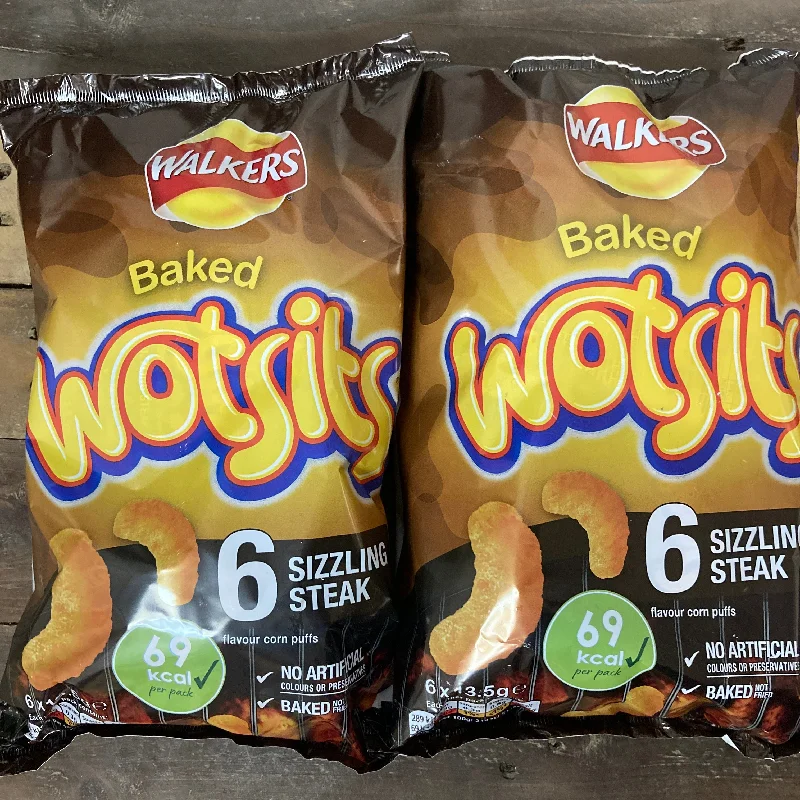 WALKERS
Baked
Wotsits
6 SIZZLING
STEAK
flavour corn puffs
69
kcal
per pack
NO ARTIFICIAL
COLOURS OR PRESERVATIVES
BAKED NOT
FRIED
WALKERS
Baked
Wotsits
6 SIZZLING
STEAK
flavour corn puffs
69
kcal
per pack
NO ARTIFICIAL
COLOURS OR PRESERVATIVES
BAKED NOT
FRIED
6 x 13.5g e